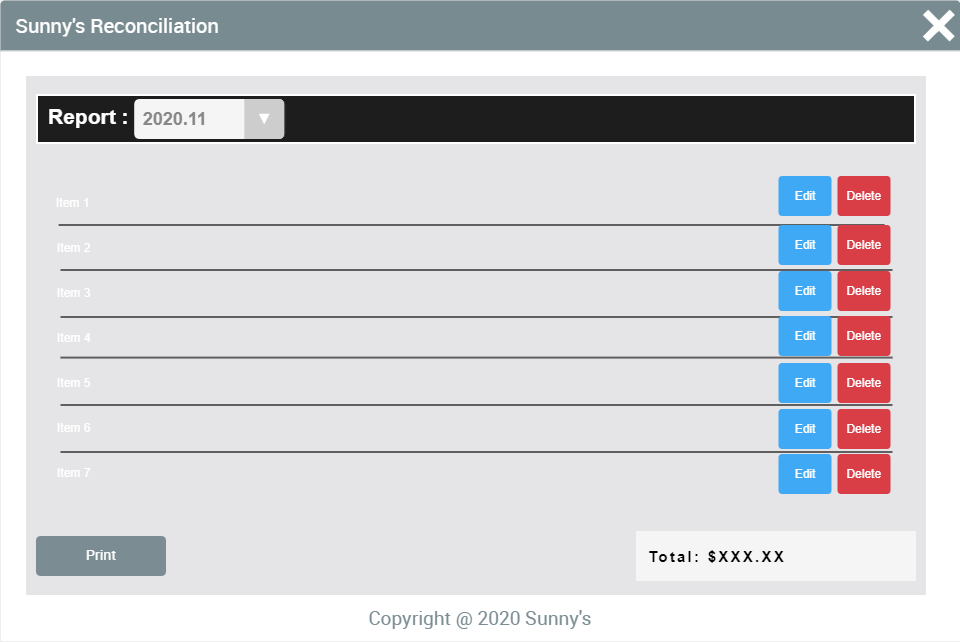 Sunny's Reconciliation
Report : 2020.11
Item 1 Edit Delete
Item 2 Edit Delete
Item 3 Edit Delete
Item 4 Edit Delete
Item 5 Edit Delete
Item 6 Edit Delete
Item 7 Edit Delete
Print Total: $XXX.XX
Copyright @ 2020 Sunny's